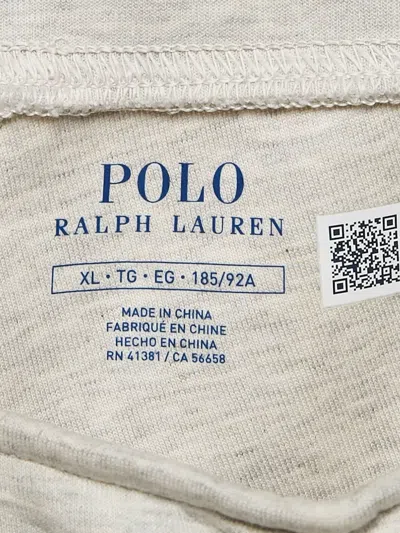 POLO
RALPH LAUREN
XL • TG • EG • 185/92A
MADE IN CHINA
FABRIQUÉ EN CHINE
HECHO EN CHINA
RN 41381 / CA 56658